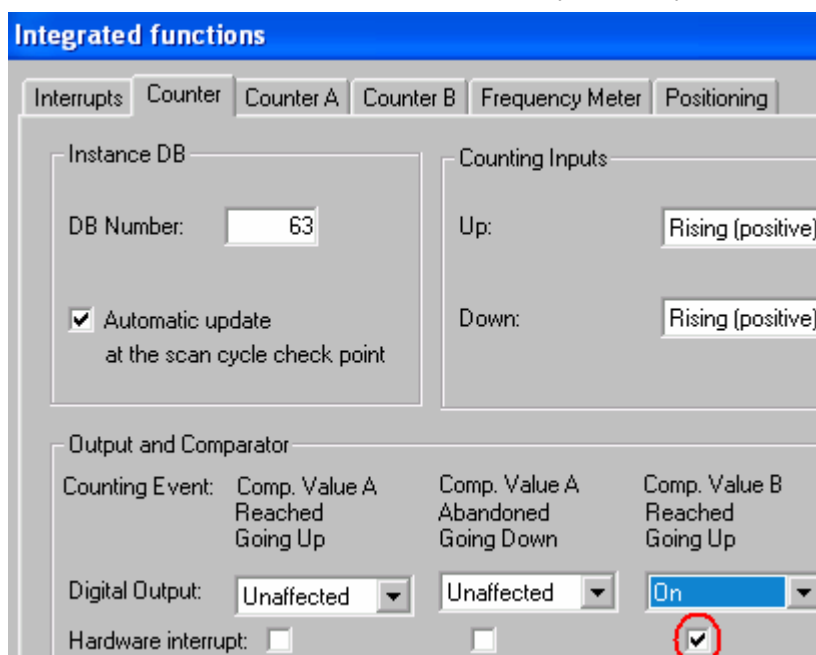 Integrated functions
Interrupts Counter Counter A Counter B Frequency Meter Positioning
Instance DB
Counting Inputs
DB Number: 63
Up: Rising (positive)
Automatic update
at the scan cycle check point
Down: Rising (positive)
Output and Comparator
Counting Event: Comp. Value A Comp. Value A Comp. Value B
Reached Abandoned Reached
Going Up Going Down Going Up
Digital Output: Unaffected Unaffected On
Hardware interrupt: